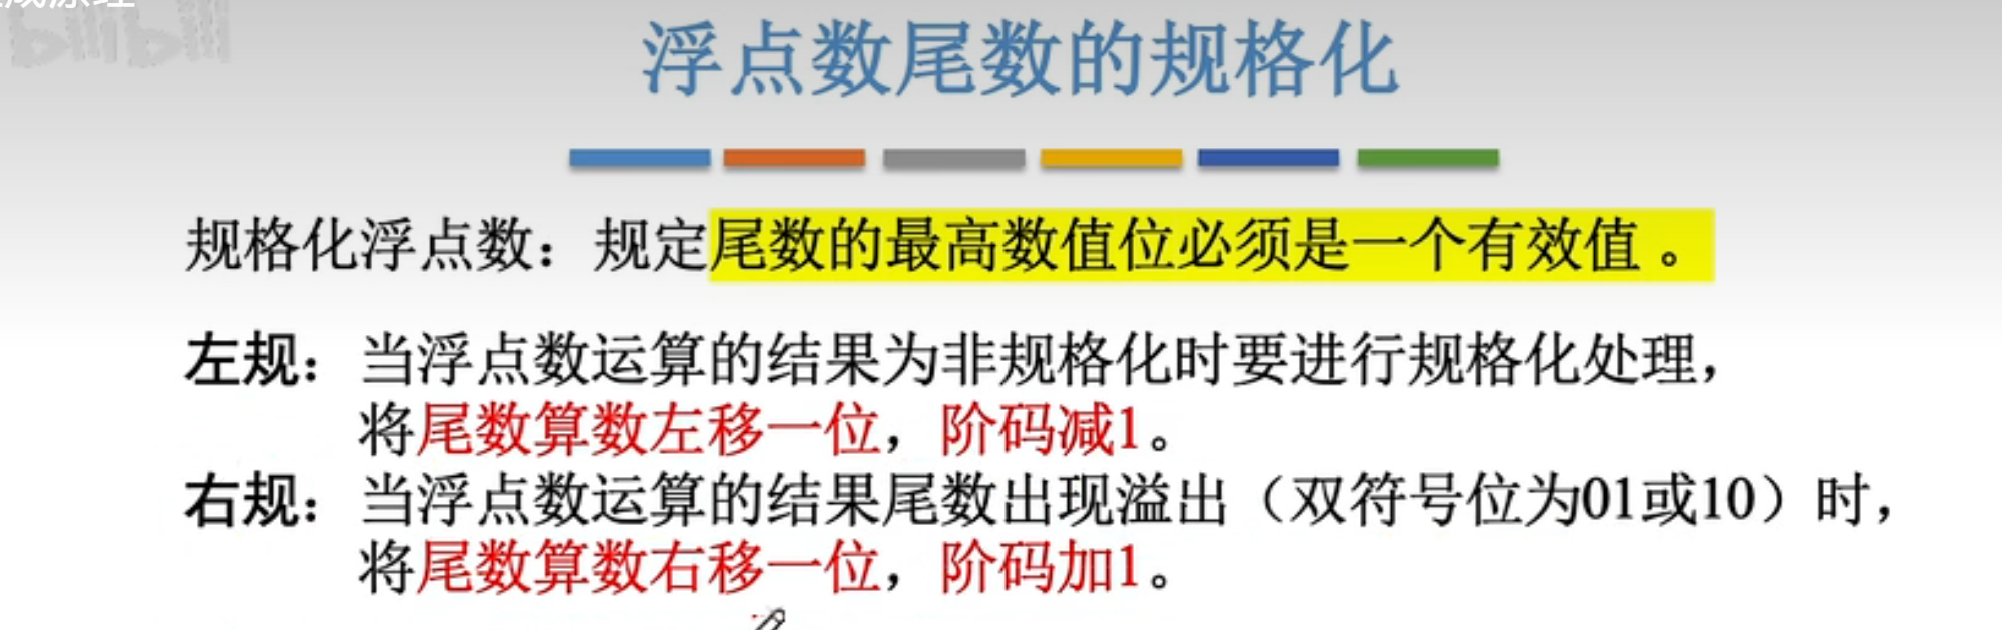 bilibili
浮点数尾数的规格化
规格化浮点数：规定尾数的最高数值位必须是一个有效值 。
左规：当浮点数运算的结果为非规格化时要进行规格化处理，
将尾数算数左移一位，阶码减1。
右规：当浮点数运算的结果尾数出现溢出（双符号位为01或10）时，
将尾数算数右移一位，阶码加1。